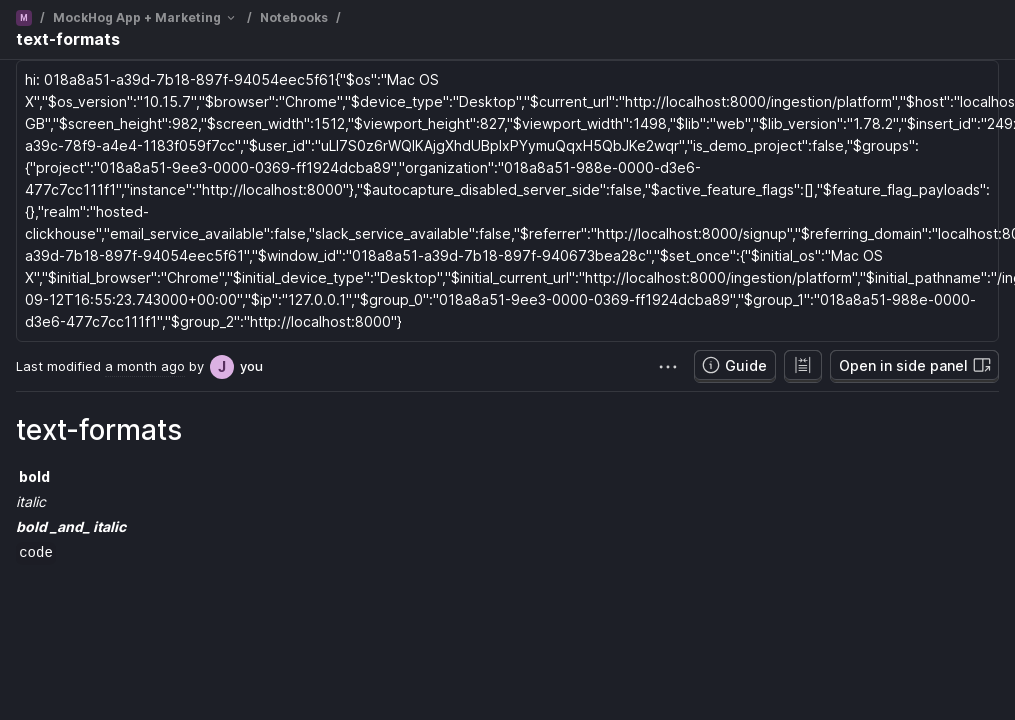 M / MockHog App + Marketing / Notebooks /
text-formats
hi: 018a8a51-a39d-7b18-897f-94054eec5f61{"$os":"Mac OS
X","$os_version":"10.15.7","$browser":"Chrome","$device_type":"Desktop","$current_url":"http://localhost:8000/ingestion/platform","$host":"localhos
GB","$screen_height":982,"$screen_width":1512,"$viewport_height":827,"$viewport_width":1498,"$lib":"web","$lib_version":"1.78.2","$insert_id":"249
a39c-78f9-a4e4-1183f059f7cc","$user_id":"uLI7S0z6rWQIKAjgXhdUBplxPYymuQqxH5QbJKe2wqr","is_demo_project":false,"$groups":
{"project":"018a8a51-9ee3-0000-0369-ff1924dcba89","organization":"018a8a51-988e-0000-d3e6-
477c7cc111f1","instance":"http://localhost:8000"},"$autocapture_disabled_server_side":false,"$active_feature_flags":[],"$feature_flag_payloads":
{},"realm":"hosted-
clickhouse","email_service_available":false,"slack_service_available":false,"$referrer":"http://localhost:8000/signup","$referring_domain":"localhost:80
a39d-7b18-897f-94054eec5f61","$window_id":"018a8a51-a39d-7b18-897f-940673bea28c","$set_once":{"$initial_os":"Mac OS
X","$initial_browser":"Chrome","$initial_device_type":"Desktop","$initial_current_url":"http://localhost:8000/ingestion/platform","$initial_pathname":"/ing
09-12T16:55:23.743000+00:00","$ip":"127.0.0.1","$group_0":"018a8a51-9ee3-0000-0369-ff1924dcba89","$group_1":"018a8a51-988e-0000-
d3e6-477c7cc111f1","$group_2":"http://localhost:8000"}
Last modified a month ago by J you
Guide
Open in side panel
text-formats
bold
italic
bold _and_ italic
code